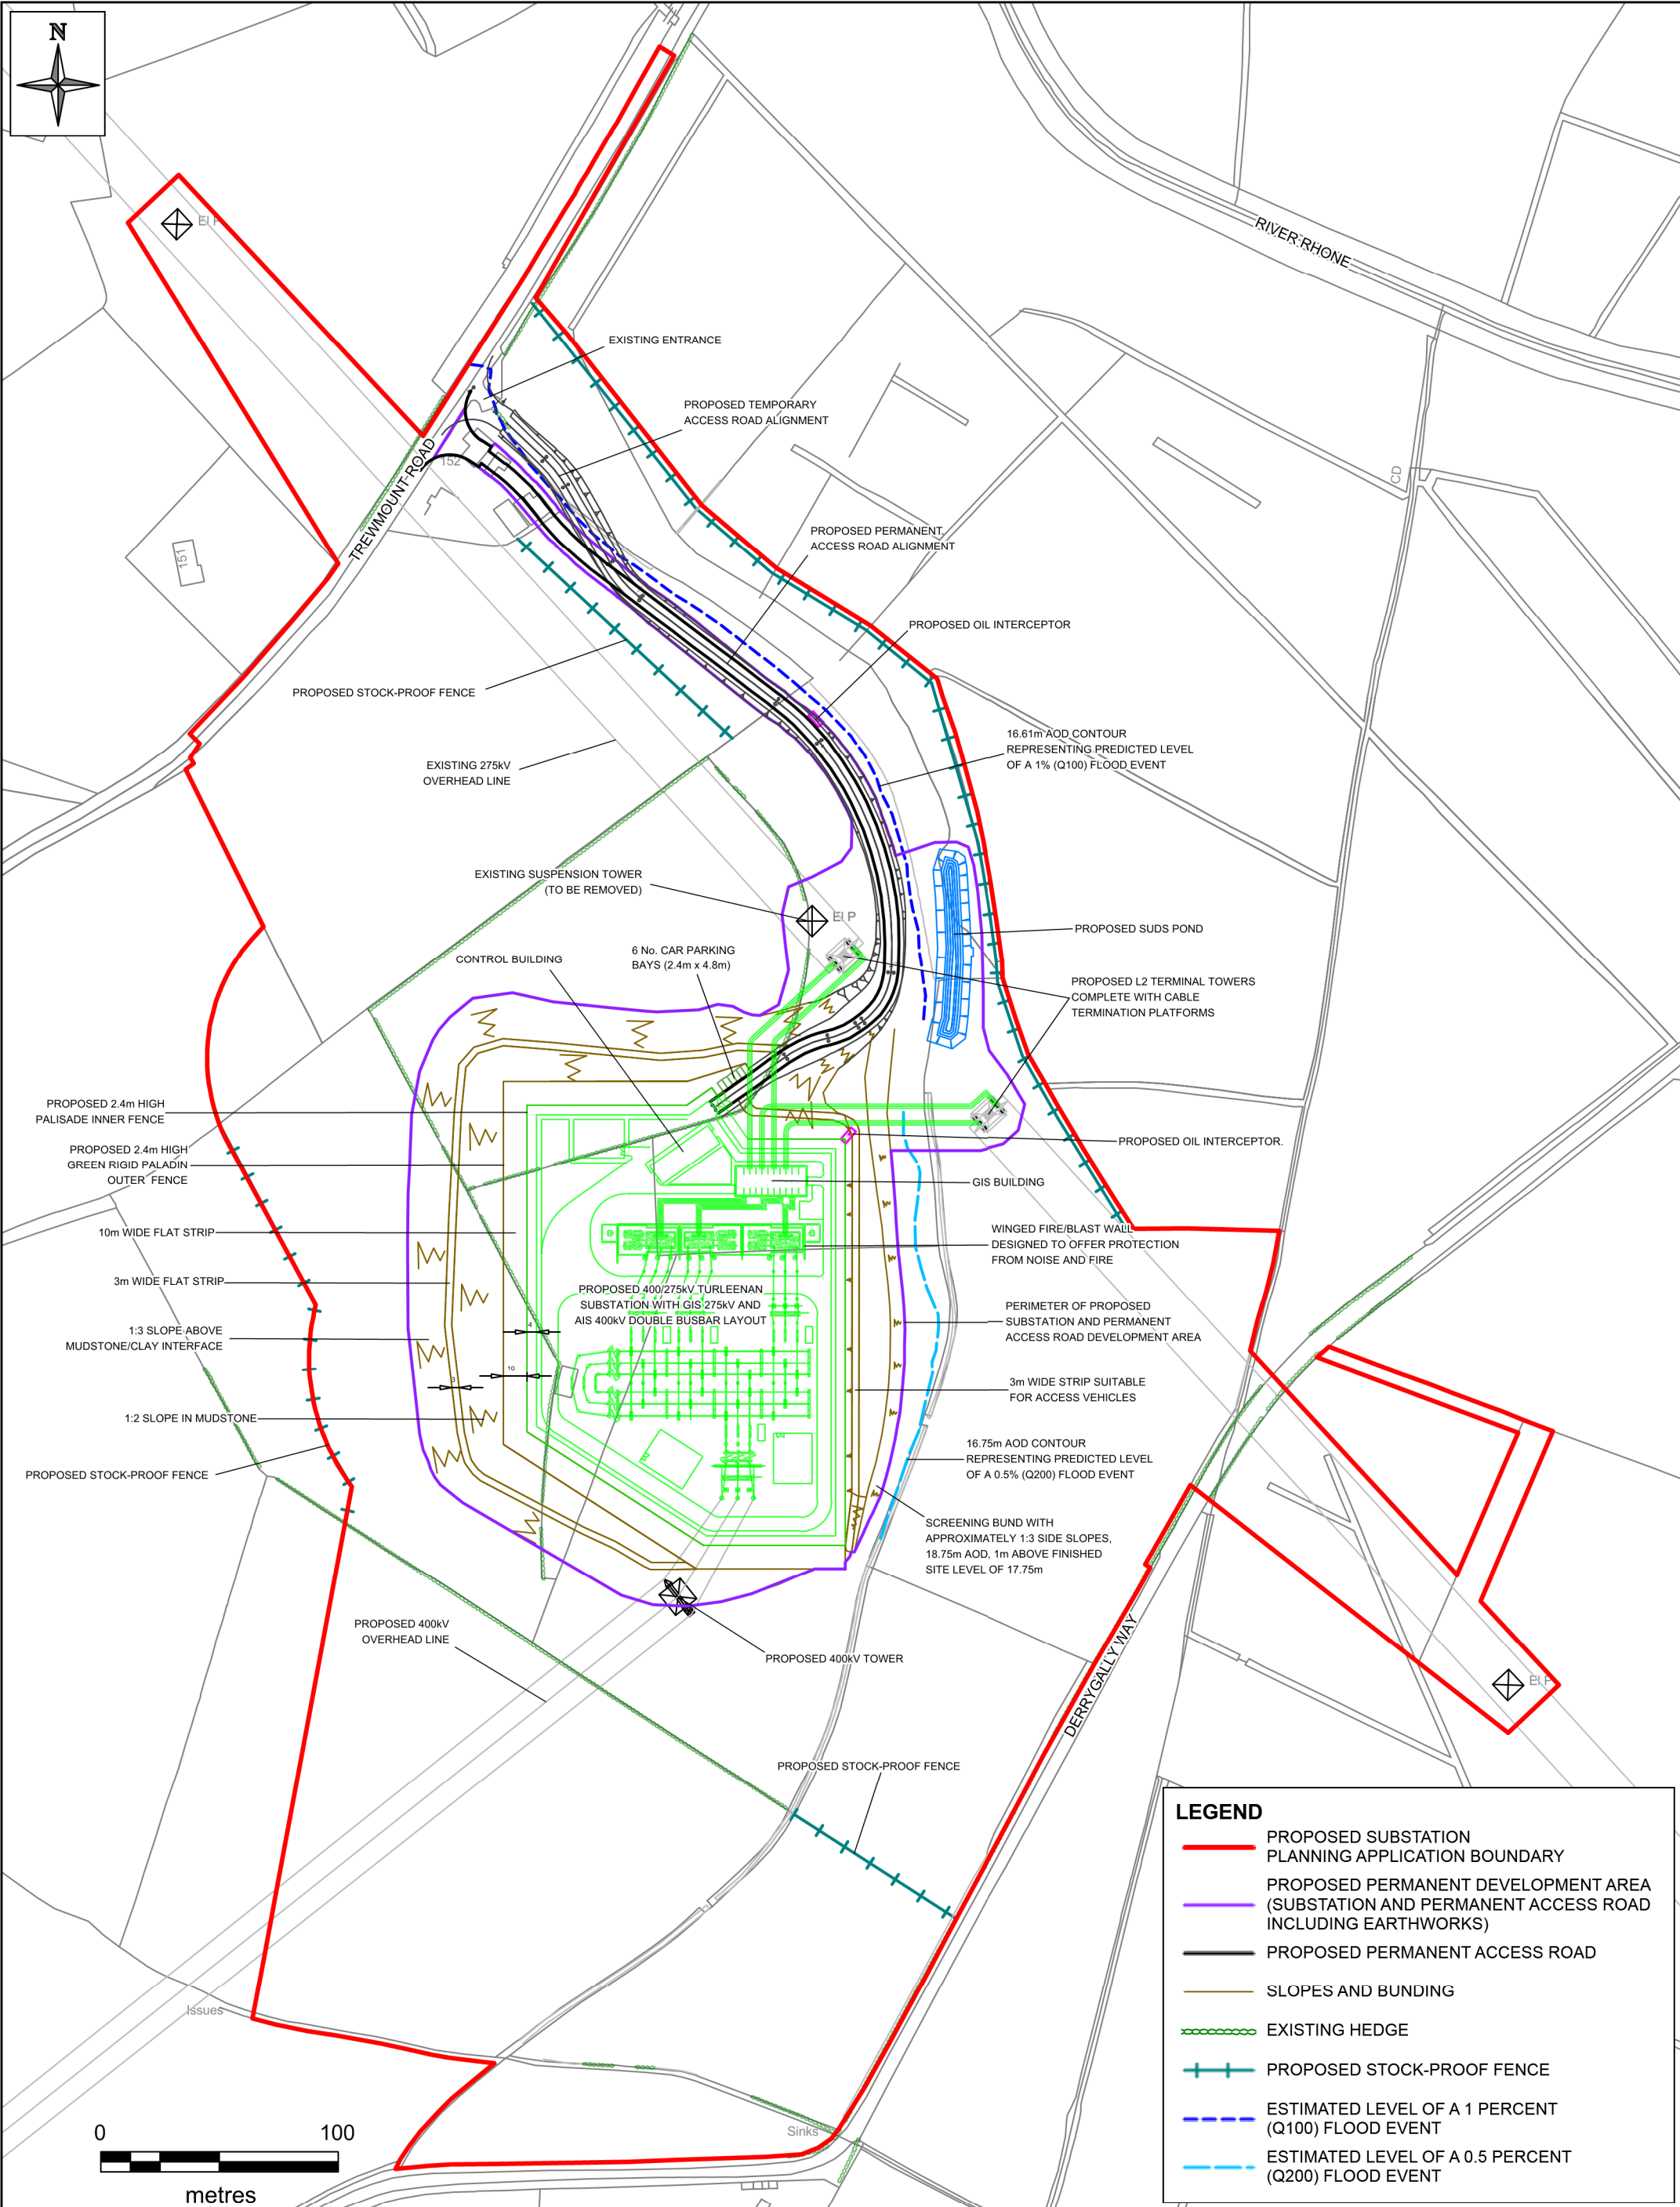 N
El P
RIVER RHONE
EXISTING ENTRANCE
PROPOSED TEMPORARY
ACCESS ROAD ALIGNMENT
TREWMOUNT ROAD
152
151
CD
PROPOSED PERMANENT
ACCESS ROAD ALIGNMENT
PROPOSED OIL INTERCEPTOR
PROPOSED STOCK-PROOF FENCE
16.61m AOD CONTOUR
REPRESENTING PREDICTED LEVEL
OF A 1% (Q100) FLOOD EVENT
EXISTING 275kV
OVERHEAD LINE
EXISTING SUSPENSION TOWER
(TO BE REMOVED)
El P
PROPOSED SUDS POND
6 No. CAR PARKING
BAYS (2.4m x 4.8m)
CONTROL BUILDING
PROPOSED L2 TERMINAL TOWERS
COMPLETE WITH CABLE
TERMINATION PLATFORMS
PROPOSED 2.4m HIGH
PALISADE INNER FENCE
PROPOSED OIL INTERCEPTOR.
PROPOSED 2.4m HIGH
GREEN RIGID PALADIN
OUTER FENCE
GIS BUILDING
10m WIDE FLAT STRIP
WINGED FIRE/BLAST WALL
DESIGNED TO OFFER PROTECTION
FROM NOISE AND FIRE
3m WIDE FLAT STRIP
PROPOSED 400/275kV TURLEENAN
SUBSTATION WITH GIS 275kV AND
AIS 400kV DOUBLE BUSBAR LAYOUT
PERIMETER OF PROPOSED
SUBSTATION AND PERMANENT
ACCESS ROAD DEVELOPMENT AREA
1:3 SLOPE ABOVE
MUDSTONE/CLAY INTERFACE
4
10
3
3m WIDE STRIP SUITABLE
FOR ACCESS VEHICLES
1:2 SLOPE IN MUDSTONE
16.75m AOD CONTOUR
REPRESENTING PREDICTED LEVEL
OF A 0.5% (Q200) FLOOD EVENT
PROPOSED STOCK-PROOF FENCE
SCREENING BUND WITH
APPROXIMATELY 1:3 SIDE SLOPES,
18.75m AOD, 1m ABOVE FINISHED
SITE LEVEL OF 17.75m
PROPOSED 400kV
OVERHEAD LINE
PROPOSED 400kV TOWER
DERRYGALLY WAY
El P
PROPOSED STOCK-PROOF FENCE
Issues
Sinks
0 100
metres
LEGEND
PROPOSED SUBSTATION
PLANNING APPLICATION BOUNDARY
PROPOSED PERMANENT DEVELOPMENT AREA
(SUBSTATION AND PERMANENT ACCESS ROAD
INCLUDING EARTHWORKS)
PROPOSED PERMANENT ACCESS ROAD
SLOPES AND BUNDING
EXISTING HEDGE
PROPOSED STOCK-PROOF FENCE
ESTIMATED LEVEL OF A 1 PERCENT
(Q100) FLOOD EVENT
ESTIMATED LEVEL OF A 0.5 PERCENT
(Q200) FLOOD EVENT